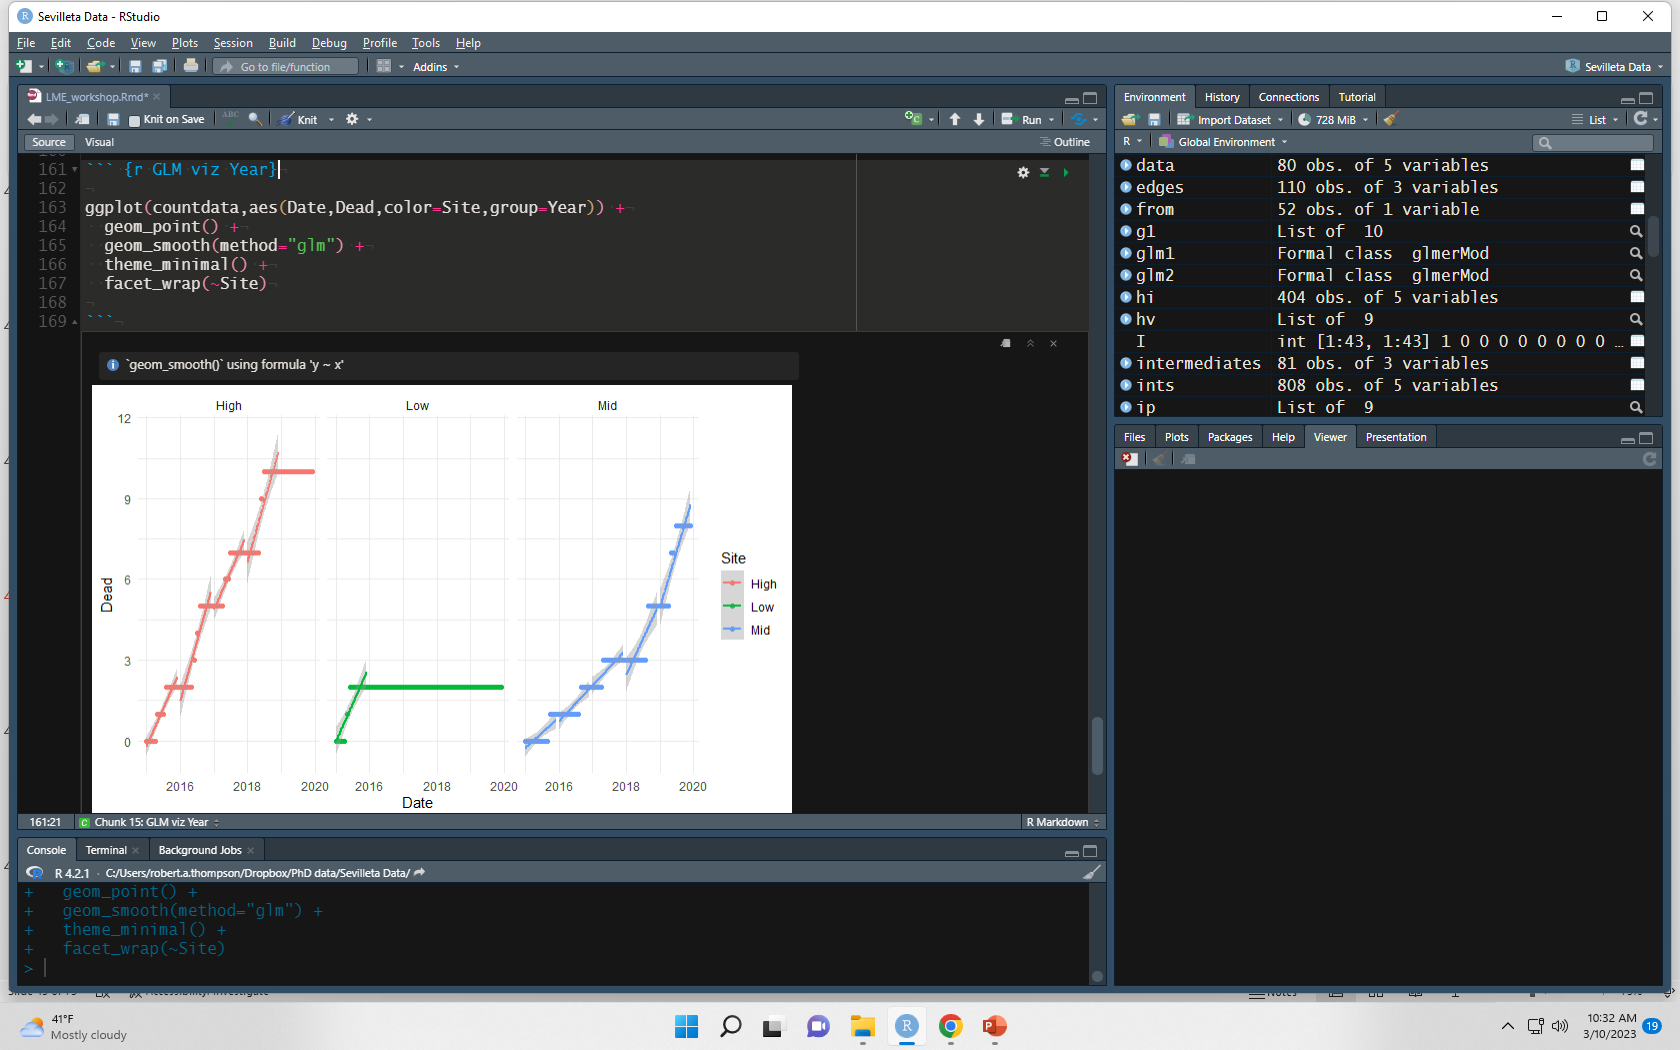 Sevilleta Data - RStudio
File Edit Code View Plots Session Build Debug Profile Tools Help
Go to file/function Addins Sevilleta Data
LME_workshop.Rmd*
Knit on Save ABC Knit Run
Source Visual Outline
161 ``` {r GLM viz Year}
162
163 ggplot(countdata,aes(Date,Dead,color=Site,group=Year)) +
164 geom_point() +
165 geom_smooth(method="glm") +
166 theme_minimal() +
167 facet_wrap(~Site)
168
169 ```
`geom_smooth()` using formula 'y ~ x'
High Low Mid
12
9
6
3
0
Dead
2016 2018 2020 2016 2018 2020 2016 2018 2020
Date
Site
High
Low
Mid
161:21 Chunk 15: GLM viz Year R Markdown
Console Terminal Background Jobs
R 4.2.1 · C:/Users/robert.a.thompson/Dropbox/PhD data/Sevilleta Data/
+ geom_point() +
+ geom_smooth(method="glm") +
+ theme_minimal() +
+ facet_wrap(~Site)
>
Environment History Connections Tutorial
Import Dataset 728 MiB List
R Global Environment
data 80 obs. of 5 variables
edges 110 obs. of 3 variables
from 52 obs. of 1 variable
g1 List of 10
glm1 Formal class glmerMod
glm2 Formal class glmerMod
hi 404 obs. of 5 variables
hv List of 9
I int [1:43, 1:43] 1 0 0 0 0 0 0 0 0 0 ...
intermediates 81 obs. of 3 variables
ints 808 obs. of 5 variables
ip List of 9
Files Plots Packages Help Viewer Presentation
41°F
Mostly cloudy
10:32 AM
3/10/2023
19